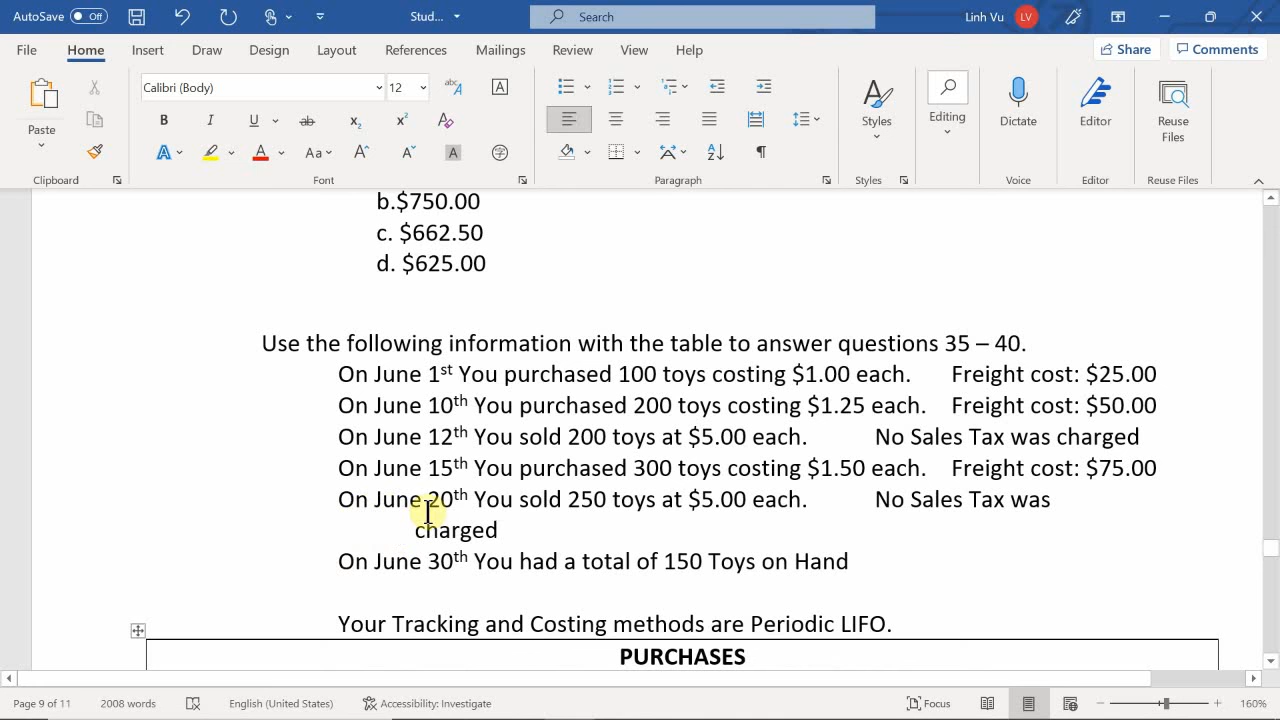 AutoSave Off Stud... Search Linh Vu LV
File Home Insert Draw Design Layout References Mailings Review View Help Share Comments
Calibri (Body) 12
Paste Styles Editing Dictate Editor Reuse Files
Clipboard Font Paragraph Styles Voice Editor Reuse Files
b.$750.00
c. $662.50
d. $625.00
Use the following information with the table to answer questions 35 – 40.
On June 1st You purchased 100 toys costing $1.00 each. Freight cost: $25.00
On June 10th You purchased 200 toys costing $1.25 each. Freight cost: $50.00
On June 12th You sold 200 toys at $5.00 each. No Sales Tax was charged
On June 15th You purchased 300 toys costing $1.50 each. Freight cost: $75.00
On June 20th You sold 250 toys at $5.00 each. No Sales Tax was
charged
On June 30th You had a total of 150 Toys on Hand
Your Tracking and Costing methods are Periodic LIFO.
PURCHASES
Page 9 of 11 2008 words English (United States) Accessibility: Investigate Focus 160%